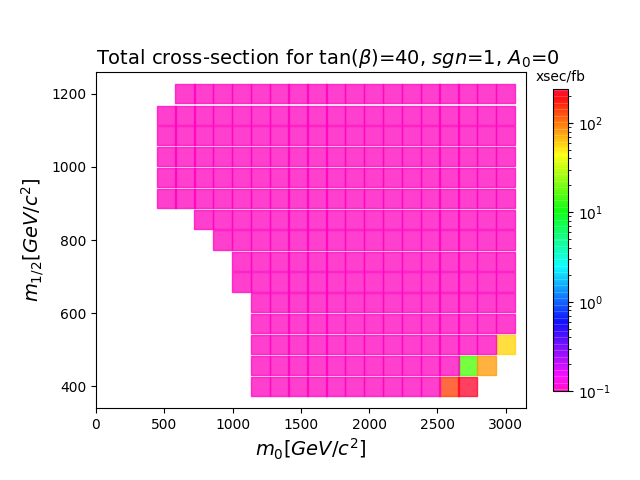 Total cross-section for tan(β)=40, sgn=1, A₀=0
xsec/fb
1200
1000
800
600
400
m₁/₂[GeV/c²]
0 500 1000 1500 2000 2500 3000
m₀[GeV/c²]
10²
10¹
10⁰
10⁻¹